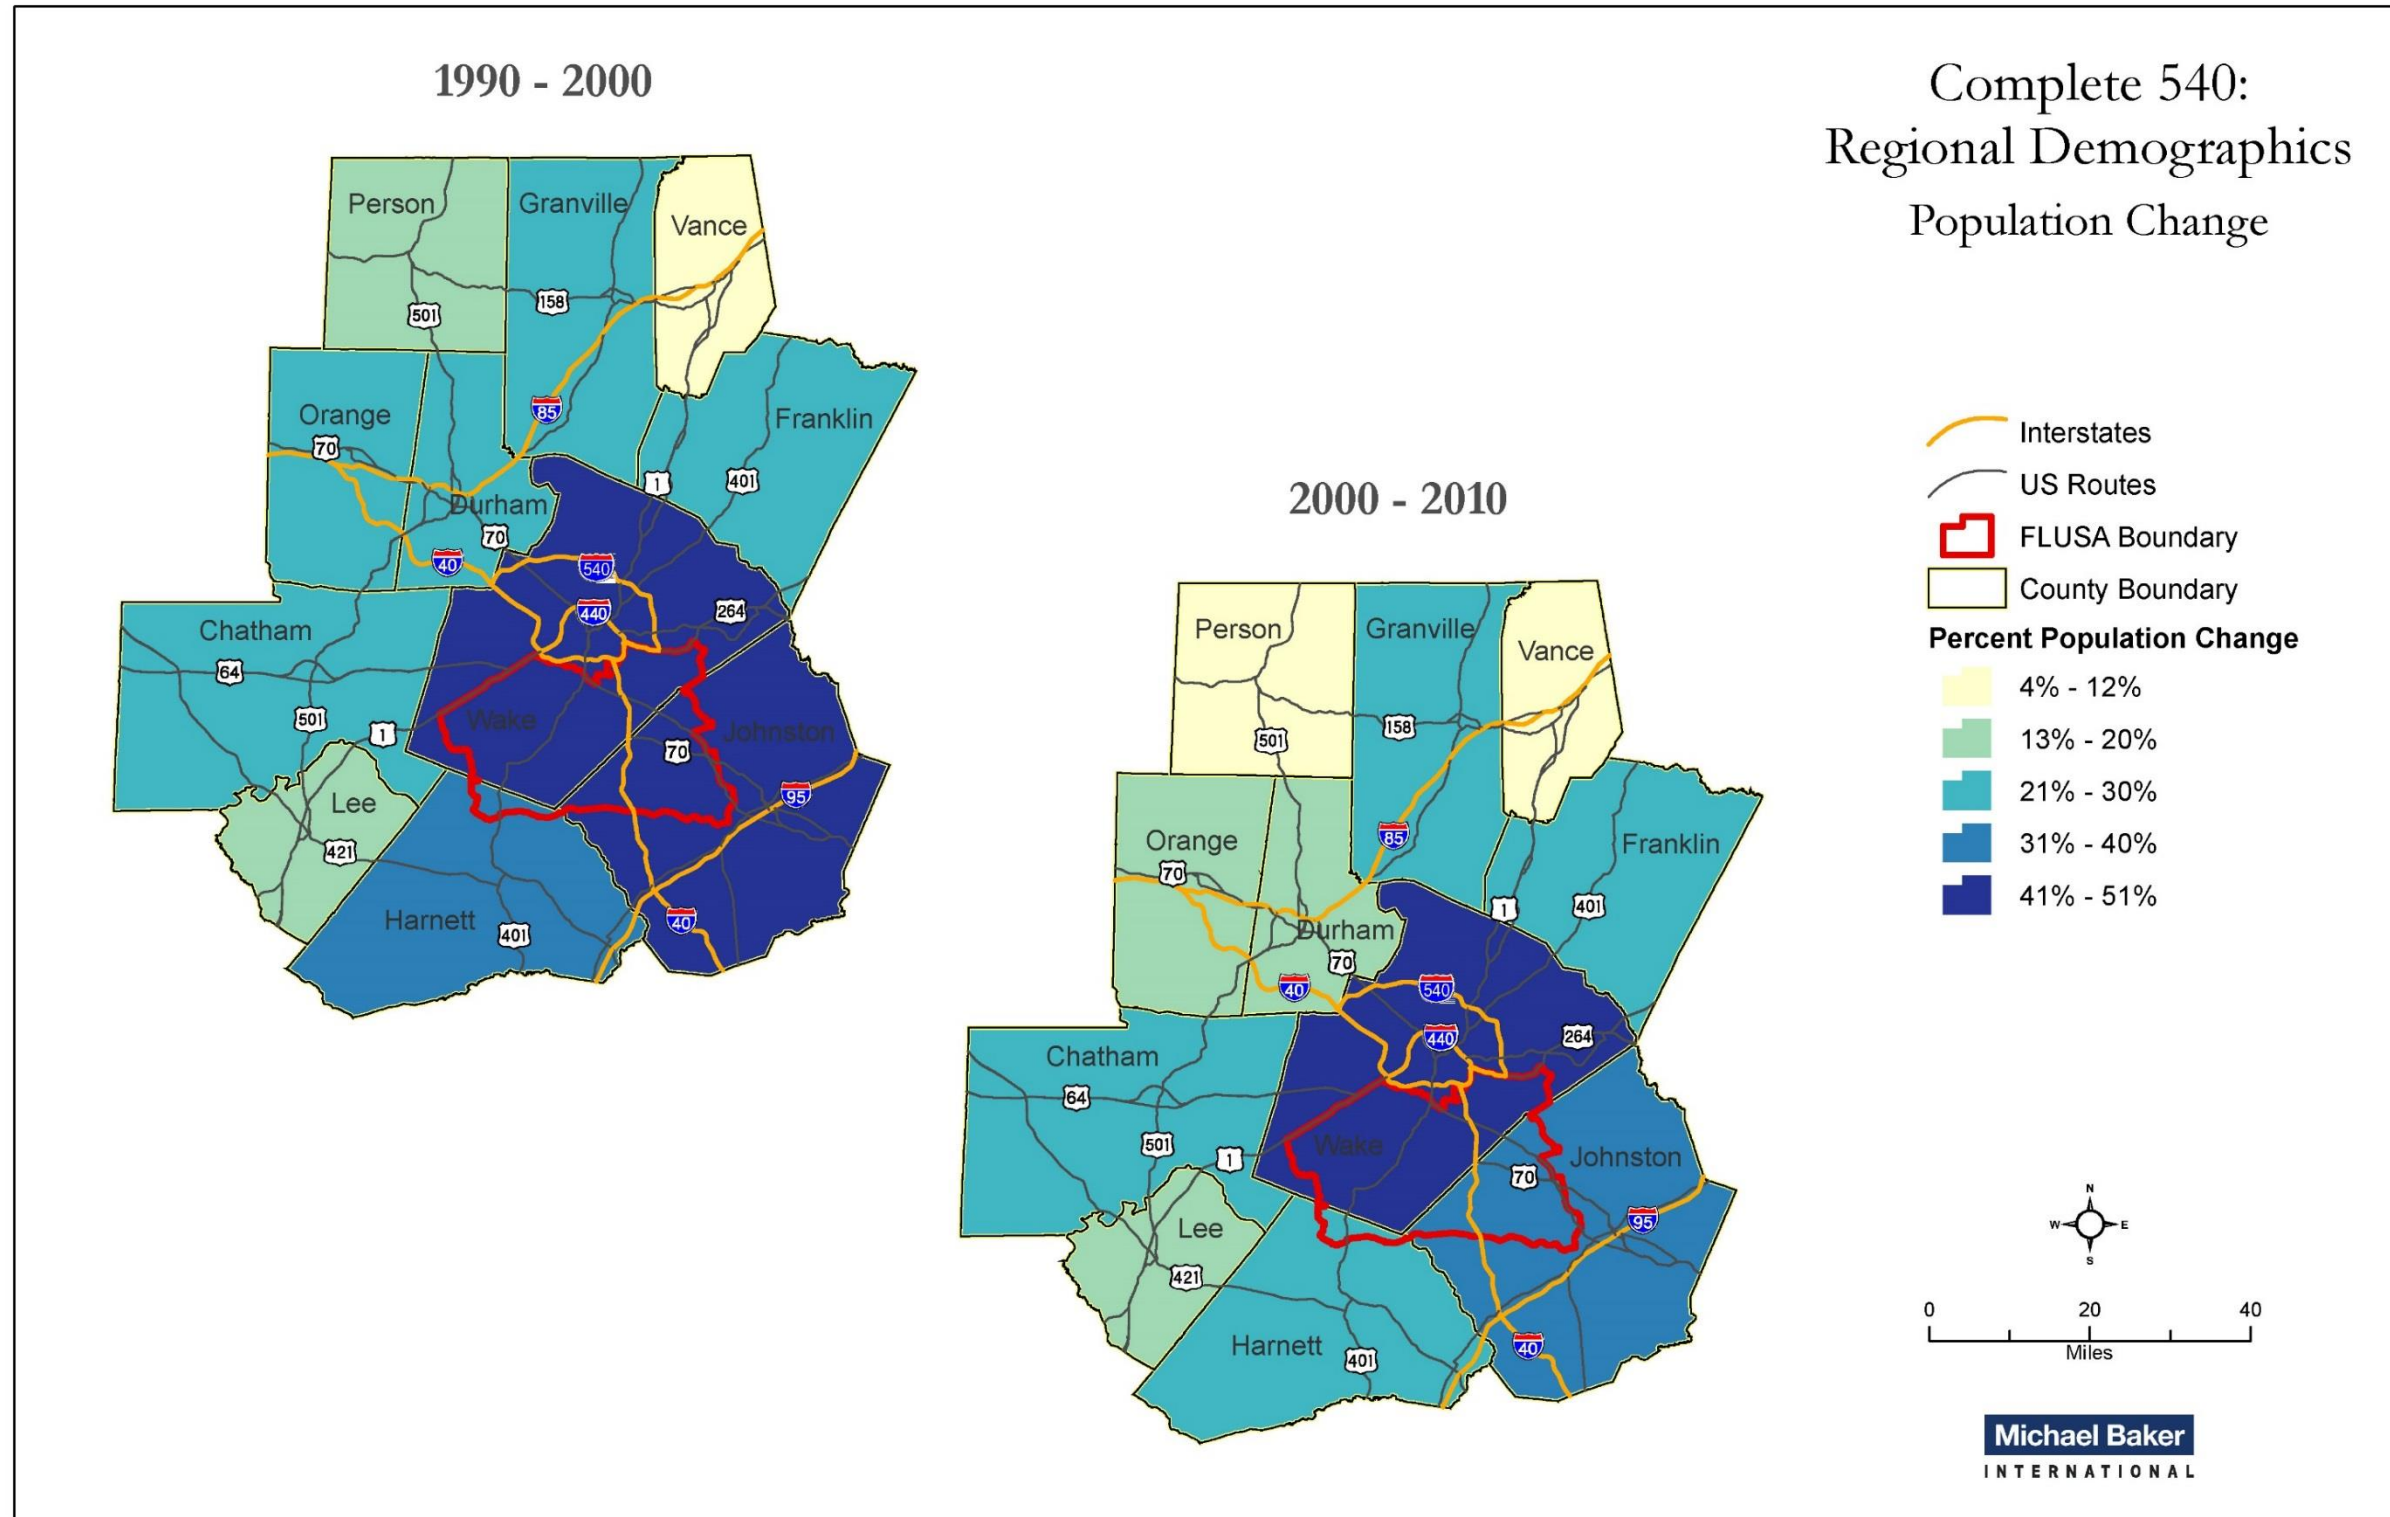 Complete 540:
Regional Demographics
Population Change
1990 - 2000
Person
Granville
Vance
158
501
85
Orange
Franklin
70
1
401
Durham
70
40
540
440
264
Chatham
64
501
1
Wake
Johnston
70
95
Lee
421
Harnett
401
40
2000 - 2010
Person
Granville
Vance
158
501
85
Orange
Franklin
70
1
401
Durham
70
40
540
440
264
Chatham
64
501
1
Wake
Johnston
70
95
Lee
421
Harnett
401
40
Interstates
US Routes
FLUSA Boundary
County Boundary
Percent Population Change
4% - 12%
13% - 20%
21% - 30%
31% - 40%
41% - 51%
N
W E
S
0 20 40
Miles
Michael Baker
INTERNATIONAL